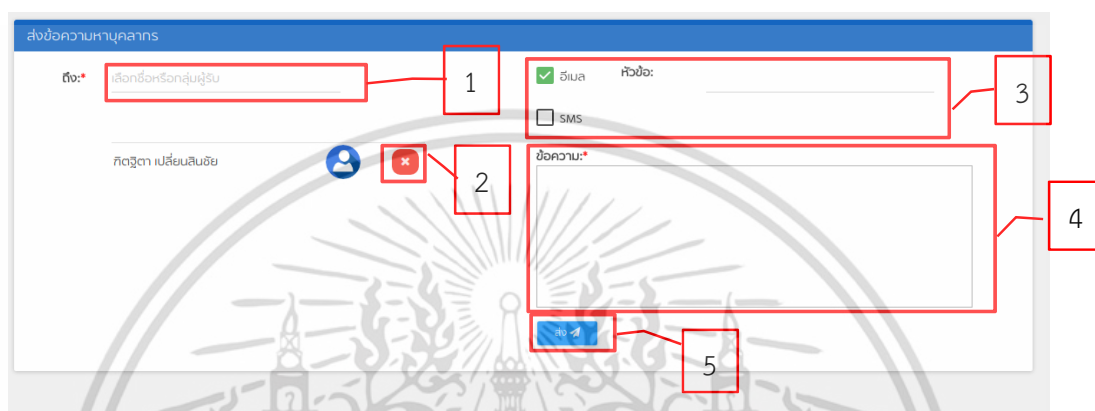 ส่งข้อความหาบุคลากร
ถึง:*
เลือกชื่อหรือกลุ่มผู้รับ
1
อีเมล
หัวข้อ:
3
SMS
กิตฐิตา เปลี่ยนสินชัย
2
ข้อความ:*
4
ส่ง
5